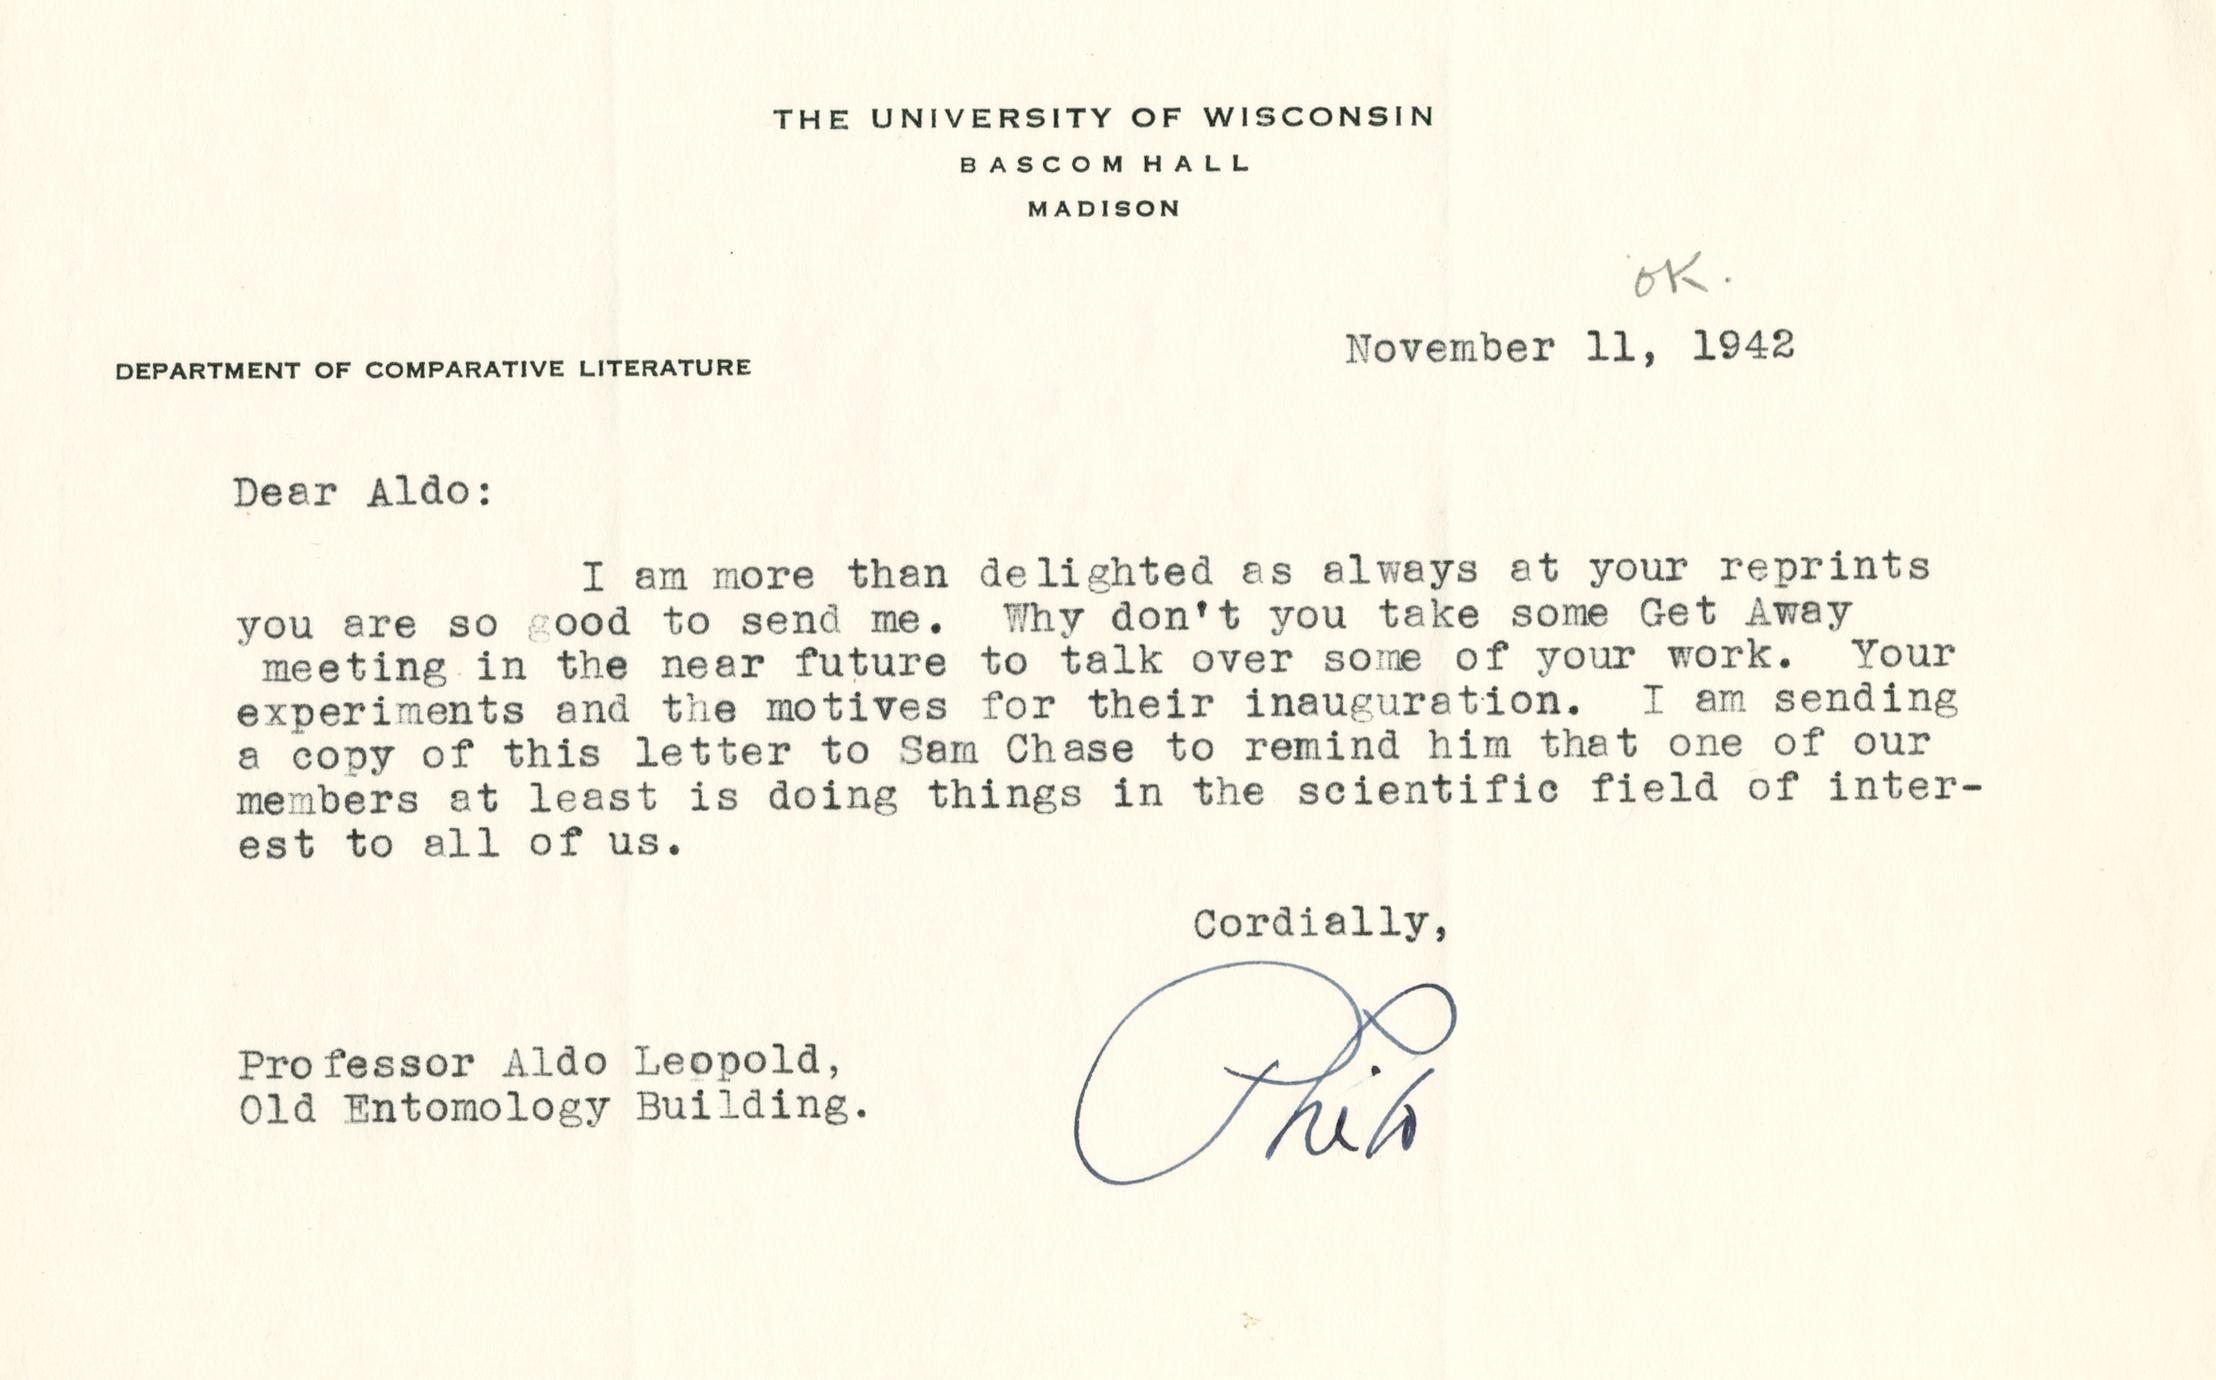 THE UNIVERSITY OF WISCONSIN
BASCOM HALL
MADISON
OK.
November 11, 1942
DEPARTMENT OF COMPARATIVE LITERATURE
Dear Aldo:
I am more than delighted as always at your reprints
you are so good to send me. Why don't you take some Get Away
meeting in the near future to talk over some of your work. Your
experiments and the motives for their inauguration. I am sending
a copy of this letter to Sam Chase to remind him that one of our
members at least is doing things in the scientific field of inter-
est to all of us.
Cordially,
Philo
Professor Aldo Leopold,
Old Entomology Building.